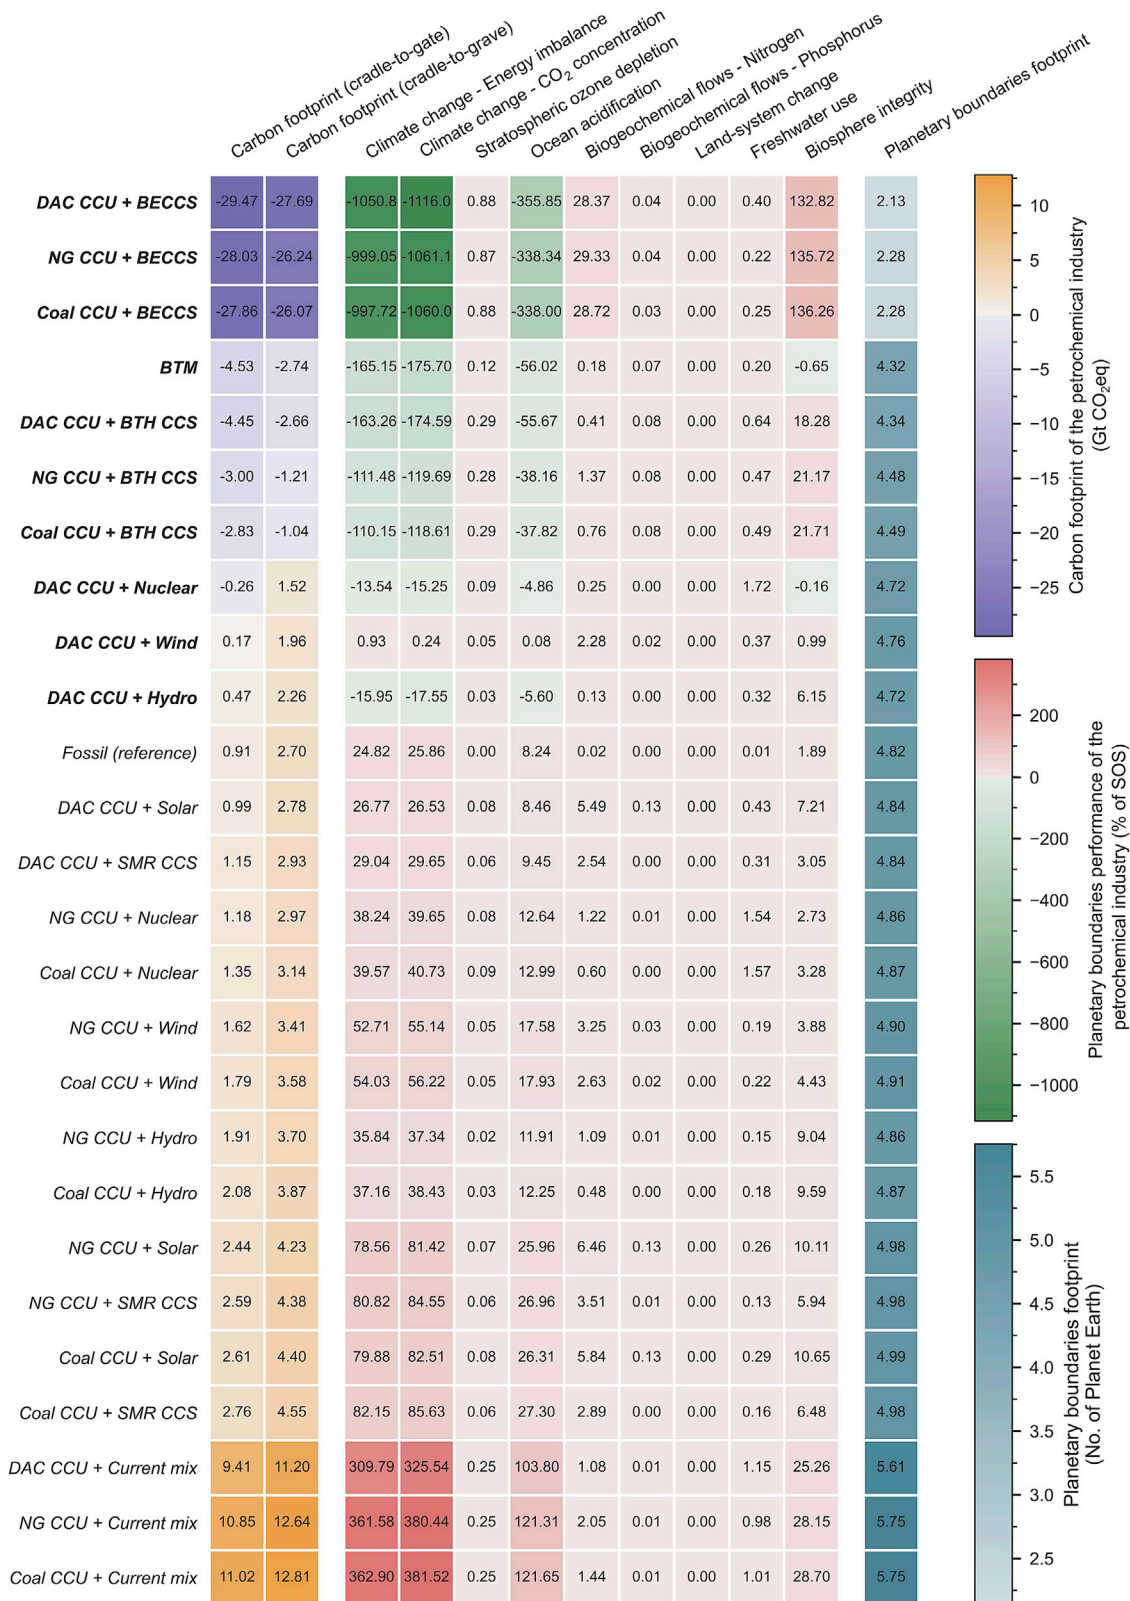 Carbon footprint (cradle-to-gate)
Carbon footprint (cradle-to-grave)
Climate change - Energy imbalance
Climate change - CO₂ concentration
Stratospheric ozone depletion
Ocean acidification
Biogeochemical flows - Nitrogen
Biogeochemical flows - Phosphorus
Land-system change
Freshwater use
Biosphere integrity
Planetary boundaries footprint
DAC CCU + BECCS -29.47 -27.69 -1050.8 -1116.0 0.88 -355.85 28.37 0.04 0.00 0.40 132.82 2.13
NG CCU + BECCS -28.03 -26.24 -999.05 -1061.1 0.87 -338.34 29.33 0.04 0.00 0.22 135.72 2.28
Coal CCU + BECCS -27.86 -26.07 -997.72 -1060.0 0.88 -338.00 28.72 0.03 0.00 0.25 136.26 2.28
BTM -4.53 -2.74 -165.15 -175.70 0.12 -56.02 0.18 0.07 0.00 0.20 -0.65 4.32
DAC CCU + BTH CCS -4.45 -2.66 -163.26 -174.59 0.29 -55.67 0.41 0.08 0.00 0.64 18.28 4.34
NG CCU + BTH CCS -3.00 -1.21 -111.48 -119.69 0.28 -38.16 1.37 0.08 0.00 0.47 21.17 4.48
Coal CCU + BTH CCS -2.83 -1.04 -110.15 -118.61 0.29 -37.82 0.76 0.08 0.00 0.49 21.71 4.49
DAC CCU + Nuclear -0.26 1.52 -13.54 -15.25 0.09 -4.86 0.25 0.00 0.00 1.72 -0.16 4.72
DAC CCU + Wind 0.17 1.96 0.93 0.24 0.05 0.08 2.28 0.02 0.00 0.37 0.99 4.76
DAC CCU + Hydro 0.47 2.26 -15.95 -17.55 0.03 -5.60 0.13 0.00 0.00 0.32 6.15 4.72
Fossil (reference) 0.91 2.70 24.82 25.86 0.00 8.24 0.02 0.00 0.00 0.01 1.89 4.82
DAC CCU + Solar 0.99 2.78 26.77 26.53 0.08 8.46 5.49 0.13 0.00 0.43 7.21 4.84
DAC CCU + SMR CCS 1.15 2.93 29.04 29.65 0.06 9.45 2.54 0.00 0.00 0.31 3.05 4.84
NG CCU + Nuclear 1.18 2.97 38.24 39.65 0.08 12.64 1.22 0.01 0.00 1.54 2.73 4.86
Coal CCU + Nuclear 1.35 3.14 39.57 40.73 0.09 12.99 0.60 0.00 0.00 1.57 3.28 4.87
NG CCU + Wind 1.62 3.41 52.71 55.14 0.05 17.58 3.25 0.03 0.00 0.19 3.88 4.90
Coal CCU + Wind 1.79 3.58 54.03 56.22 0.05 17.93 2.63 0.02 0.00 0.22 4.43 4.91
NG CCU + Hydro 1.91 3.70 35.84 37.34 0.02 11.91 1.09 0.01 0.00 0.15 9.04 4.86
Coal CCU + Hydro 2.08 3.87 37.16 38.43 0.03 12.25 0.48 0.00 0.00 0.18 9.59 4.87
NG CCU + Solar 2.44 4.23 78.56 81.42 0.07 25.96 6.46 0.13 0.00 0.26 10.11 4.98
NG CCU + SMR CCS 2.59 4.38 80.82 84.55 0.06 26.96 3.51 0.01 0.00 0.13 5.94 4.98
Coal CCU + Solar 2.61 4.40 79.88 82.51 0.08 26.31 5.84 0.13 0.00 0.29 10.65 4.99
Coal CCU + SMR CCS 2.76 4.55 82.15 85.63 0.06 27.30 2.89 0.00 0.00 0.16 6.48 4.98
DAC CCU + Current mix 9.41 11.20 309.79 325.54 0.25 103.80 1.08 0.01 0.00 1.15 25.26 5.61
NG CCU + Current mix 10.85 12.64 361.58 380.44 0.25 121.31 2.05 0.01 0.00 0.98 28.15 5.75
Coal CCU + Current mix 11.02 12.81 362.90 381.52 0.25 121.65 1.44 0.01 0.00 1.01 28.70 5.75
10
5
0
−5
−10
−15
−20
−25
Carbon footprint of the petrochemical industry
(Gt CO₂eq)
200
0
−200
−400
−600
−800
−1000
Planetary boundaries performance of the
petrochemical industry (% of SOS)
5.5
5.0
4.5
4.0
3.5
3.0
2.5
Planetary boundaries footprint
(No. of Planet Earth)